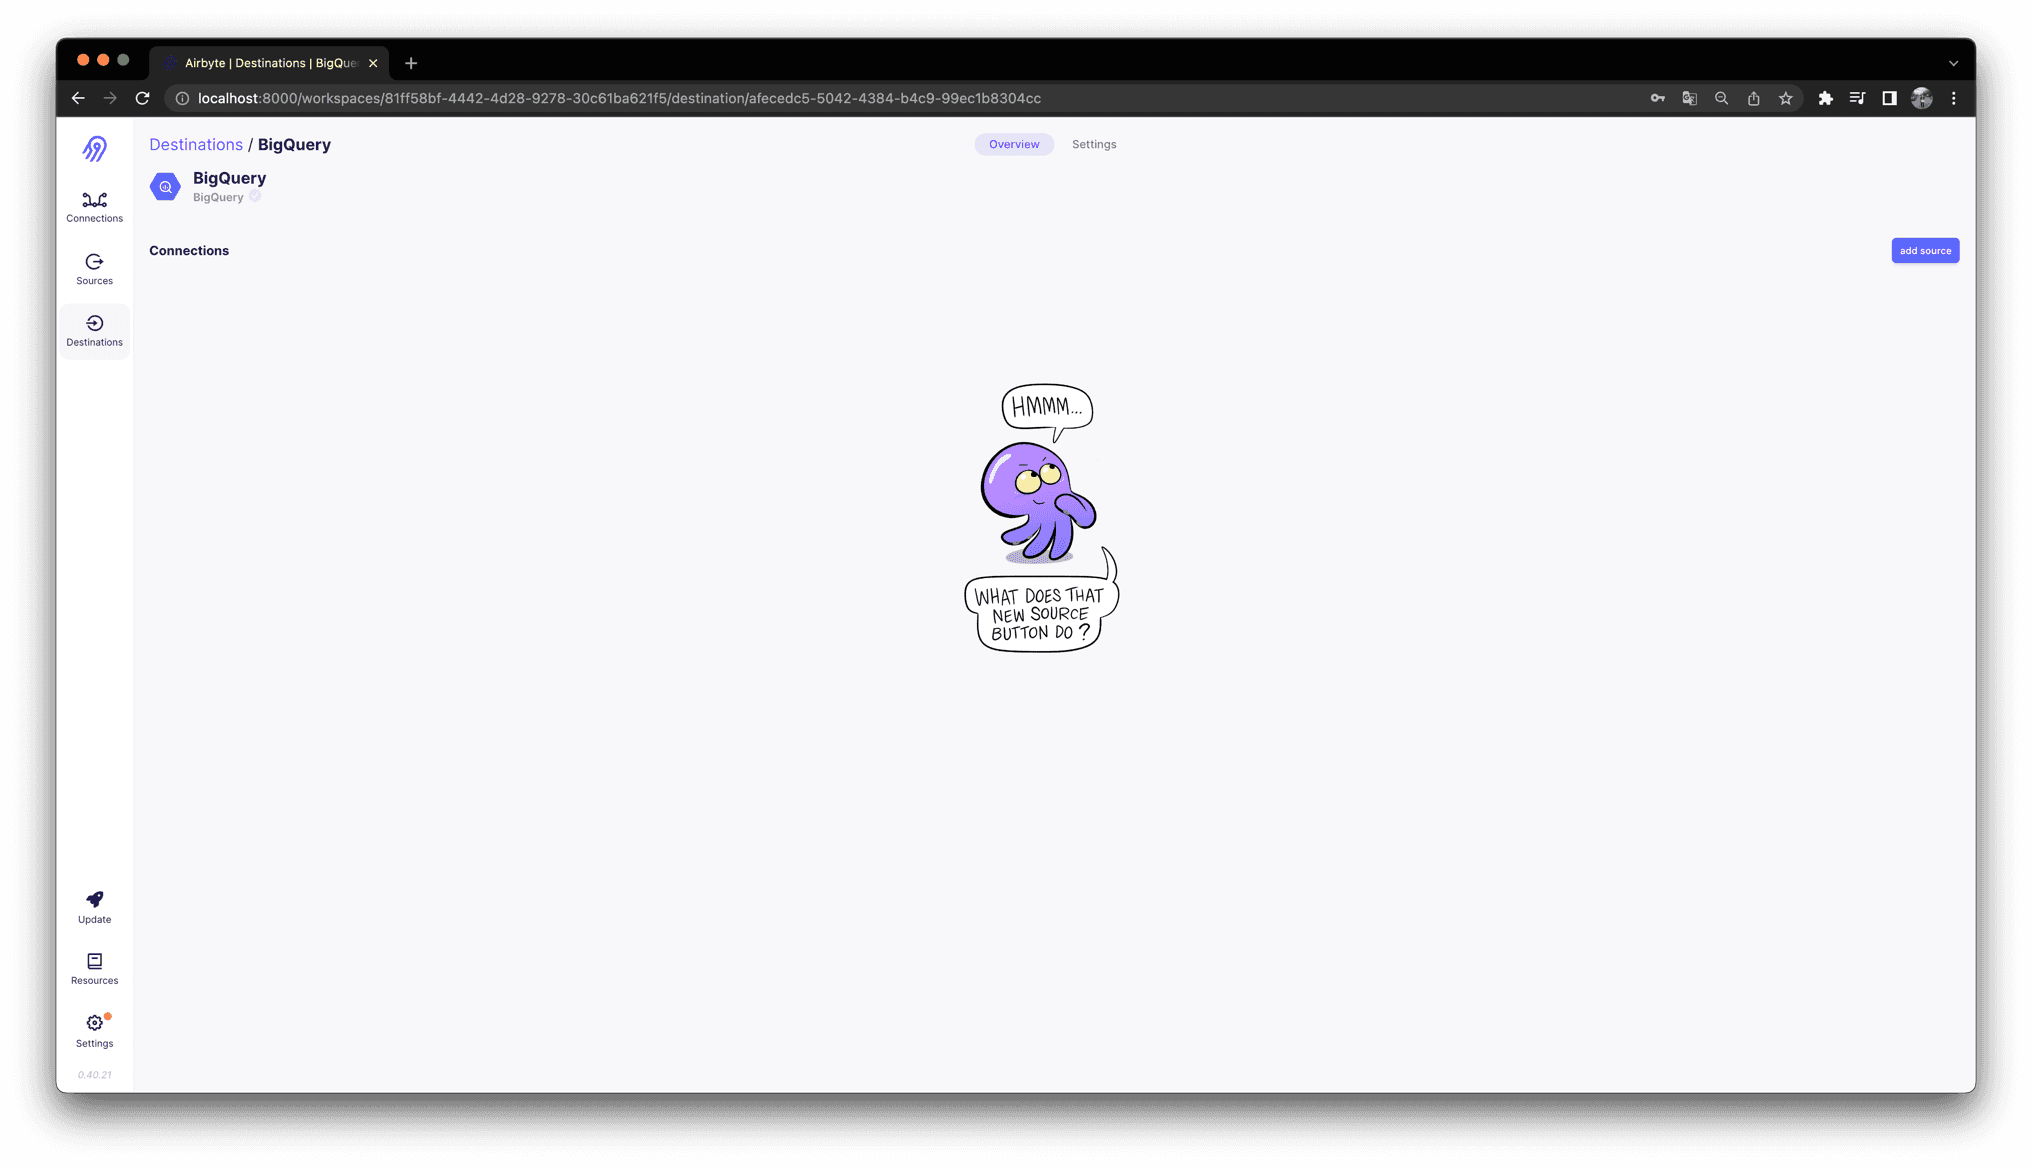 Airbyte | Destinations | BigQue
localhost:8000/workspaces/81ff58bf-4442-4d28-9278-30c61ba621f5/destination/afecedc5-5042-4384-b4c9-99ec1b8304cc
Destinations / BigQuery
Overview
Settings
BigQuery
BigQuery
Connections
Sources
Destinations
Connections
add source
HMMM...
WHAT DOES THAT
NEW SOURCE
BUTTON DO ?
Update
Resources
Settings
0.40.21